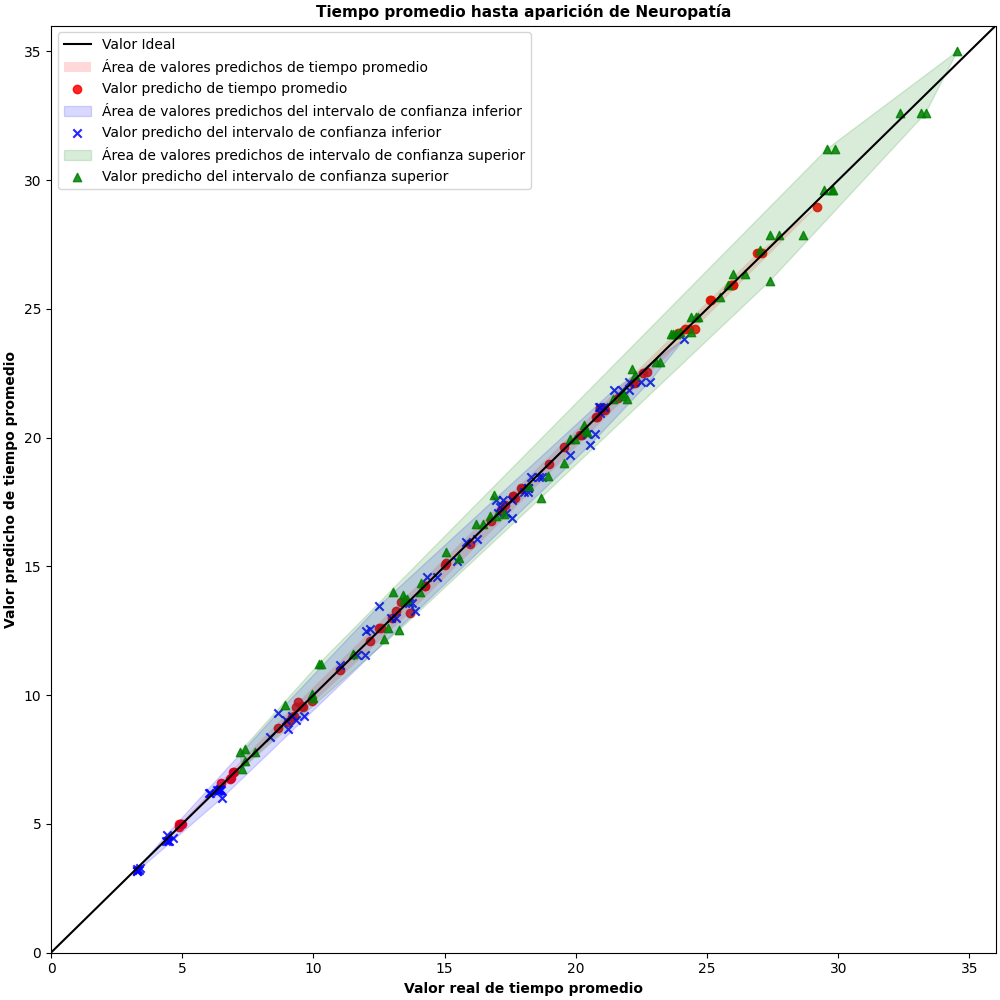 Tiempo promedio hasta aparición de Neuropatía
Valor Ideal
Área de valores predichos de tiempo promedio
Valor predicho de tiempo promedio
Área de valores predichos del intervalo de confianza inferior
Valor predicho del intervalo de confianza inferior
Área de valores predichos de intervalo de confianza superior
Valor predicho del intervalo de confianza superior
35
30
25
20
15
10
5
0
Valor predicho de tiempo promedio
0 5 10 15 20 25 30 35
Valor real de tiempo promedio